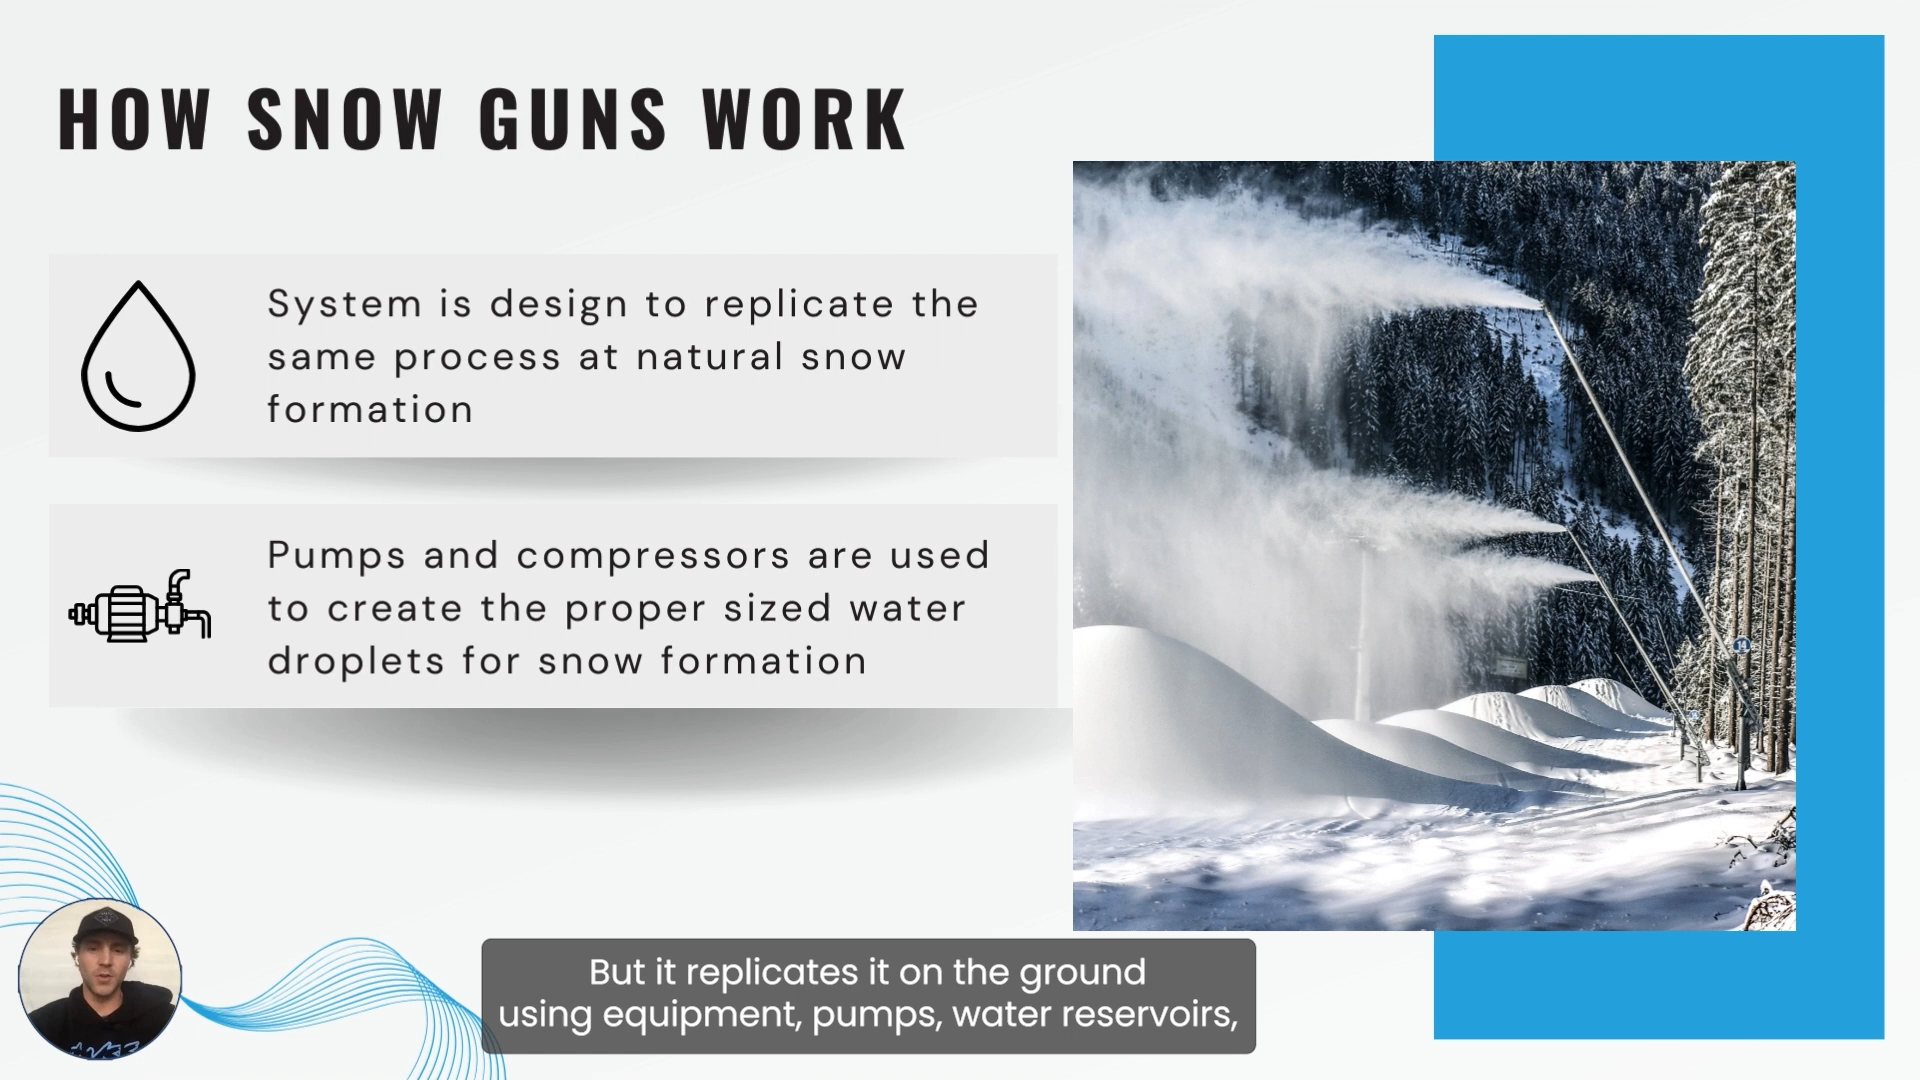 HOW SNOW GUNS WORK
System is design to replicate the
same process at natural snow
formation
Pumps and compressors are used
to create the proper sized water
droplets for snow formation
14
But it replicates it on the ground
using equipment, pumps, water reservoirs,